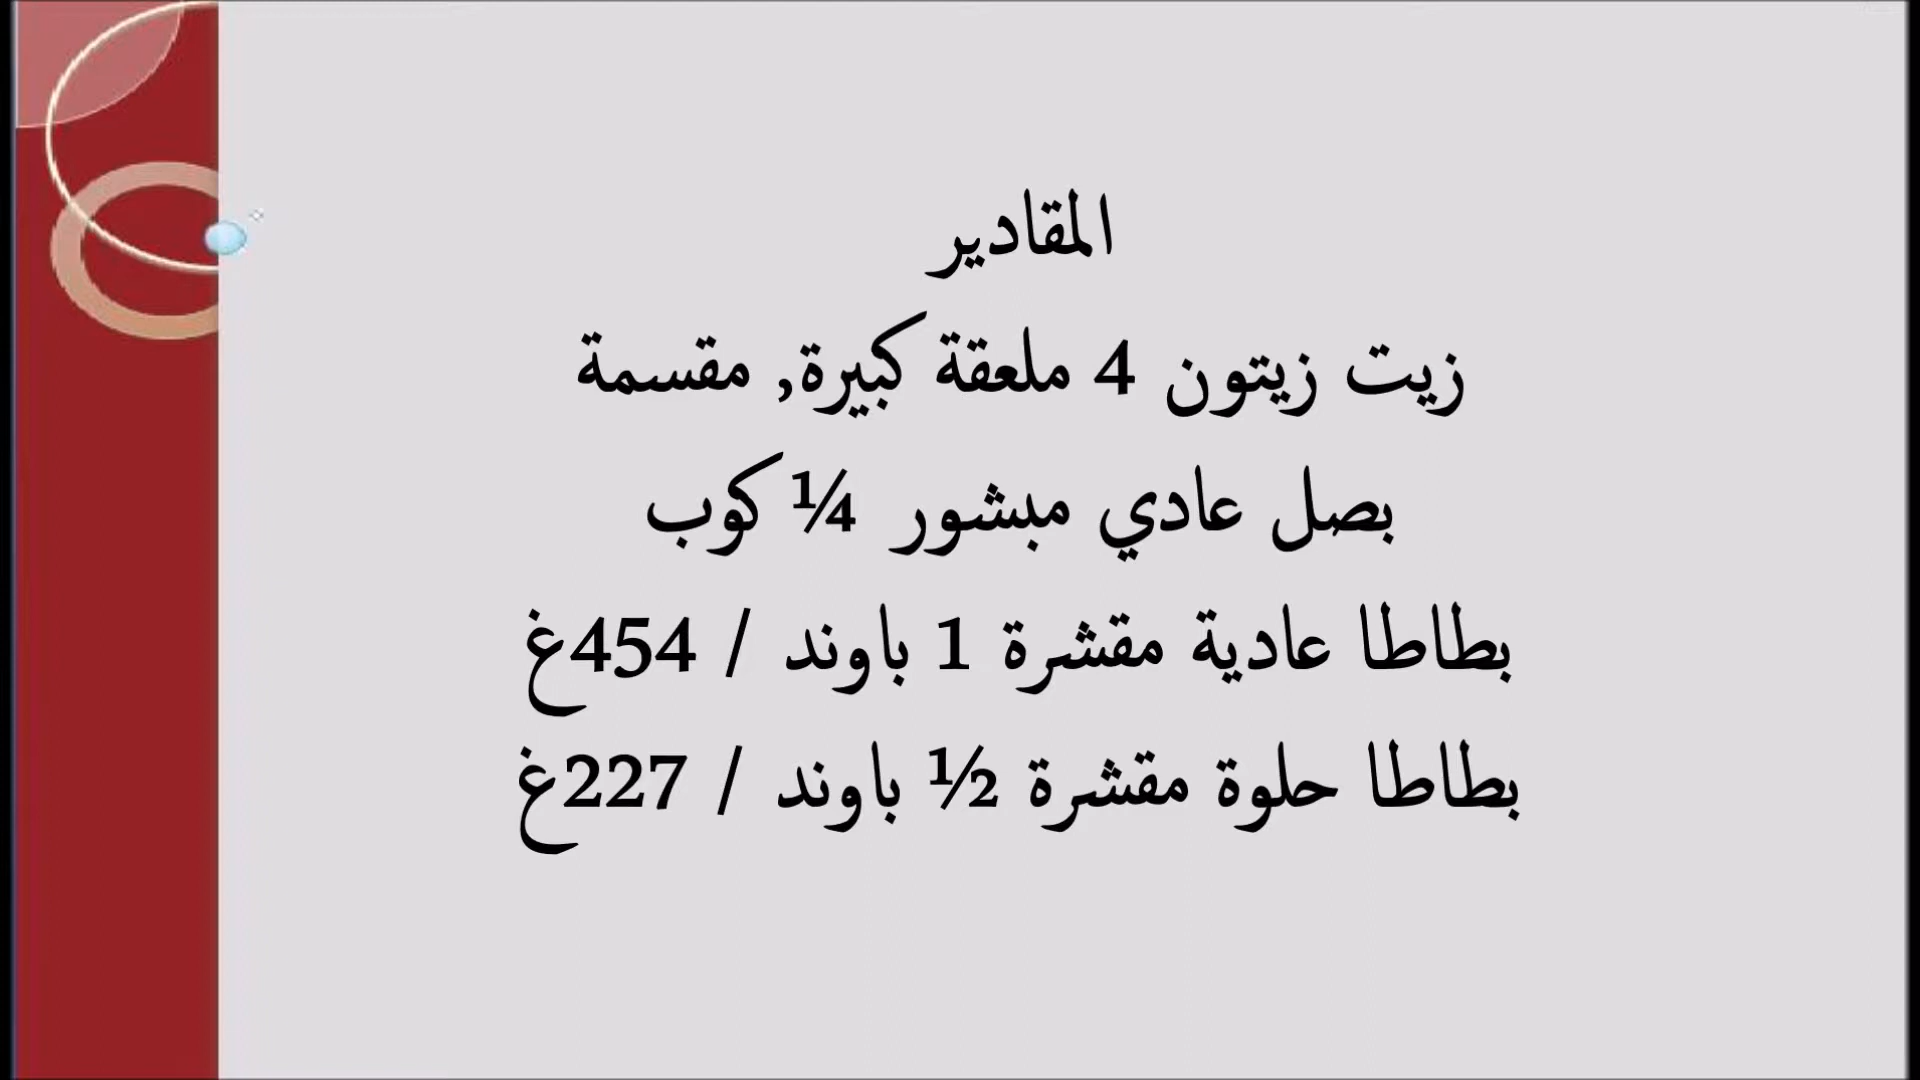 المقادير
زيت زيتون 4 ملعقة كبيرة, مقسمة
بصل عادي مبشور ¼ كوب
بطاطا عادية مقشرة 1 باوند / 454غ
بطاطا حلوة مقشرة ½ باوند / 227غ